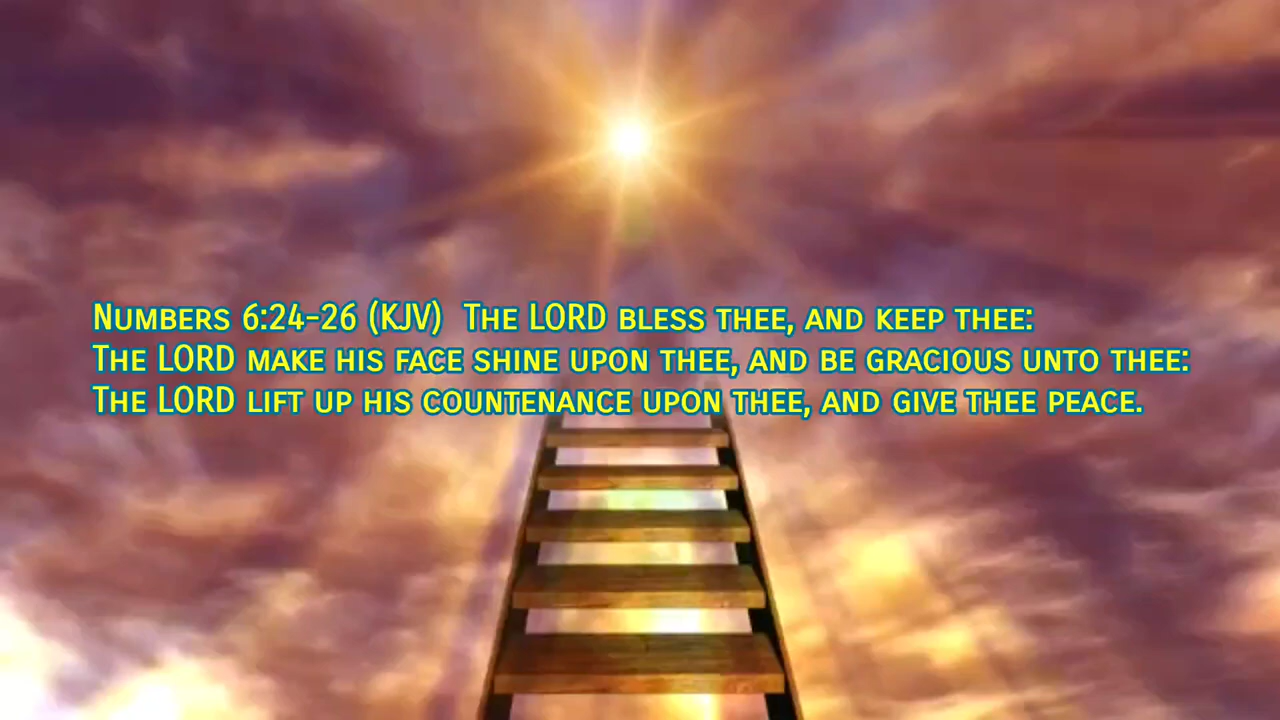 Numbers 6:24-26 (KJV)  The LORD bless thee, and keep thee:
The LORD make his face shine upon thee, and be gracious unto thee:
The LORD lift up his countenance upon thee, and give thee peace.